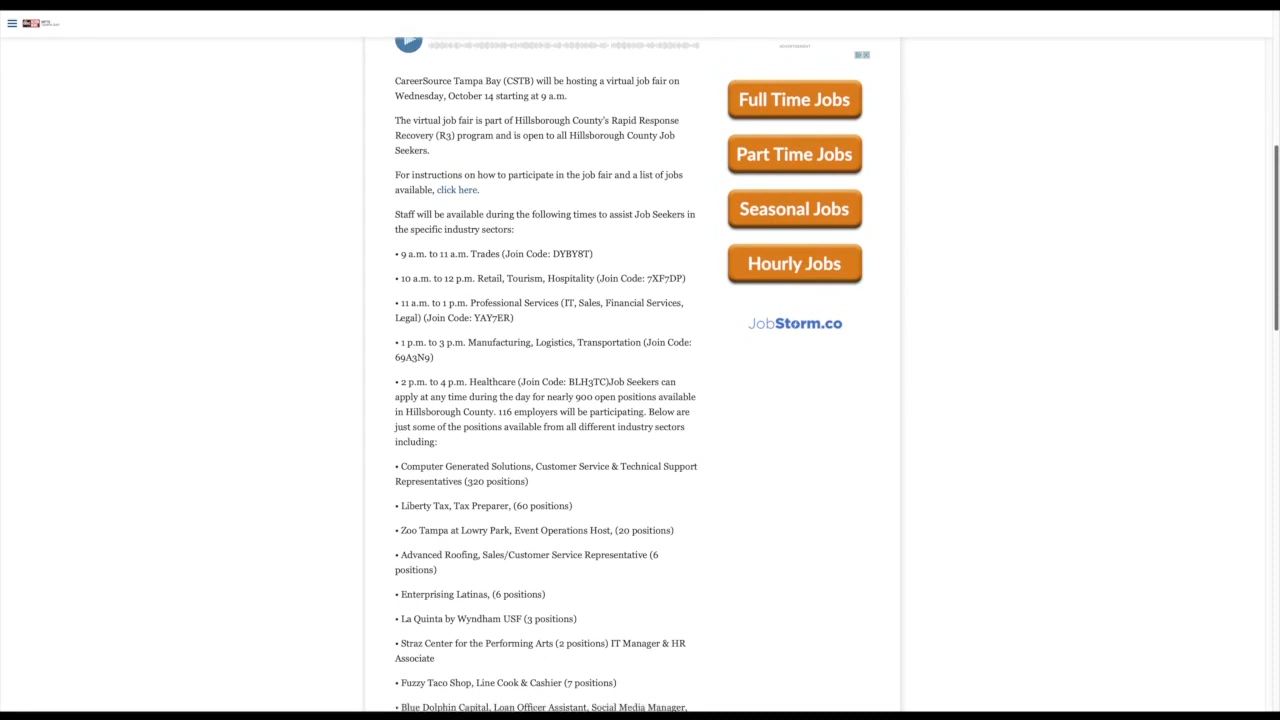 ADVERTISEMENT
CareerSource Tampa Bay (CSTB) will be hosting a virtual job fair on
Wednesday, October 14 starting at 9 a.m.
The virtual job fair is part of Hillsborough County's Rapid Response
Recovery (R3) program and is open to all Hillsborough County Job
Seekers.
For instructions on how to participate in the job fair and a list of jobs
available, click here.
Staff will be available during the following times to assist Job Seekers in
the specific industry sectors:
• 9 a.m. to 11 a.m. Trades (Join Code: DYBY8T)
• 10 a.m. to 12 p.m. Retail, Tourism, Hospitality (Join Code: 7XF7DP)
• 11 a.m. to 1 p.m. Professional Services (IT, Sales, Financial Services,
Legal) (Join Code: YAY7ER)
• 1 p.m. to 3 p.m. Manufacturing, Logistics, Transportation (Join Code:
69A3N9)
• 2 p.m. to 4 p.m. Healthcare (Join Code: BLH3TC)Job Seekers can
apply at any time during the day for nearly 900 open positions available
in Hillsborough County. 116 employers will be participating. Below are
just some of the positions available from all different industry sectors
including:
• Computer Generated Solutions, Customer Service & Technical Support
Representatives (320 positions)
• Liberty Tax, Tax Preparer, (60 positions)
• Zoo Tampa at Lowry Park, Event Operations Host, (20 positions)
• Advanced Roofing, Sales/Customer Service Representative (6
positions)
• Enterprising Latinas, (6 positions)
• La Quinta by Wyndham USF (3 positions)
• Straz Center for the Performing Arts (2 positions) IT Manager & HR
Associate
• Fuzzy Taco Shop, Line Cook & Cashier (7 positions)
• Blue Dolphin Capital, Loan Officer Assistant, Social Media Manager,
Full Time Jobs
Part Time Jobs
Seasonal Jobs
Hourly Jobs
JobStorm.co